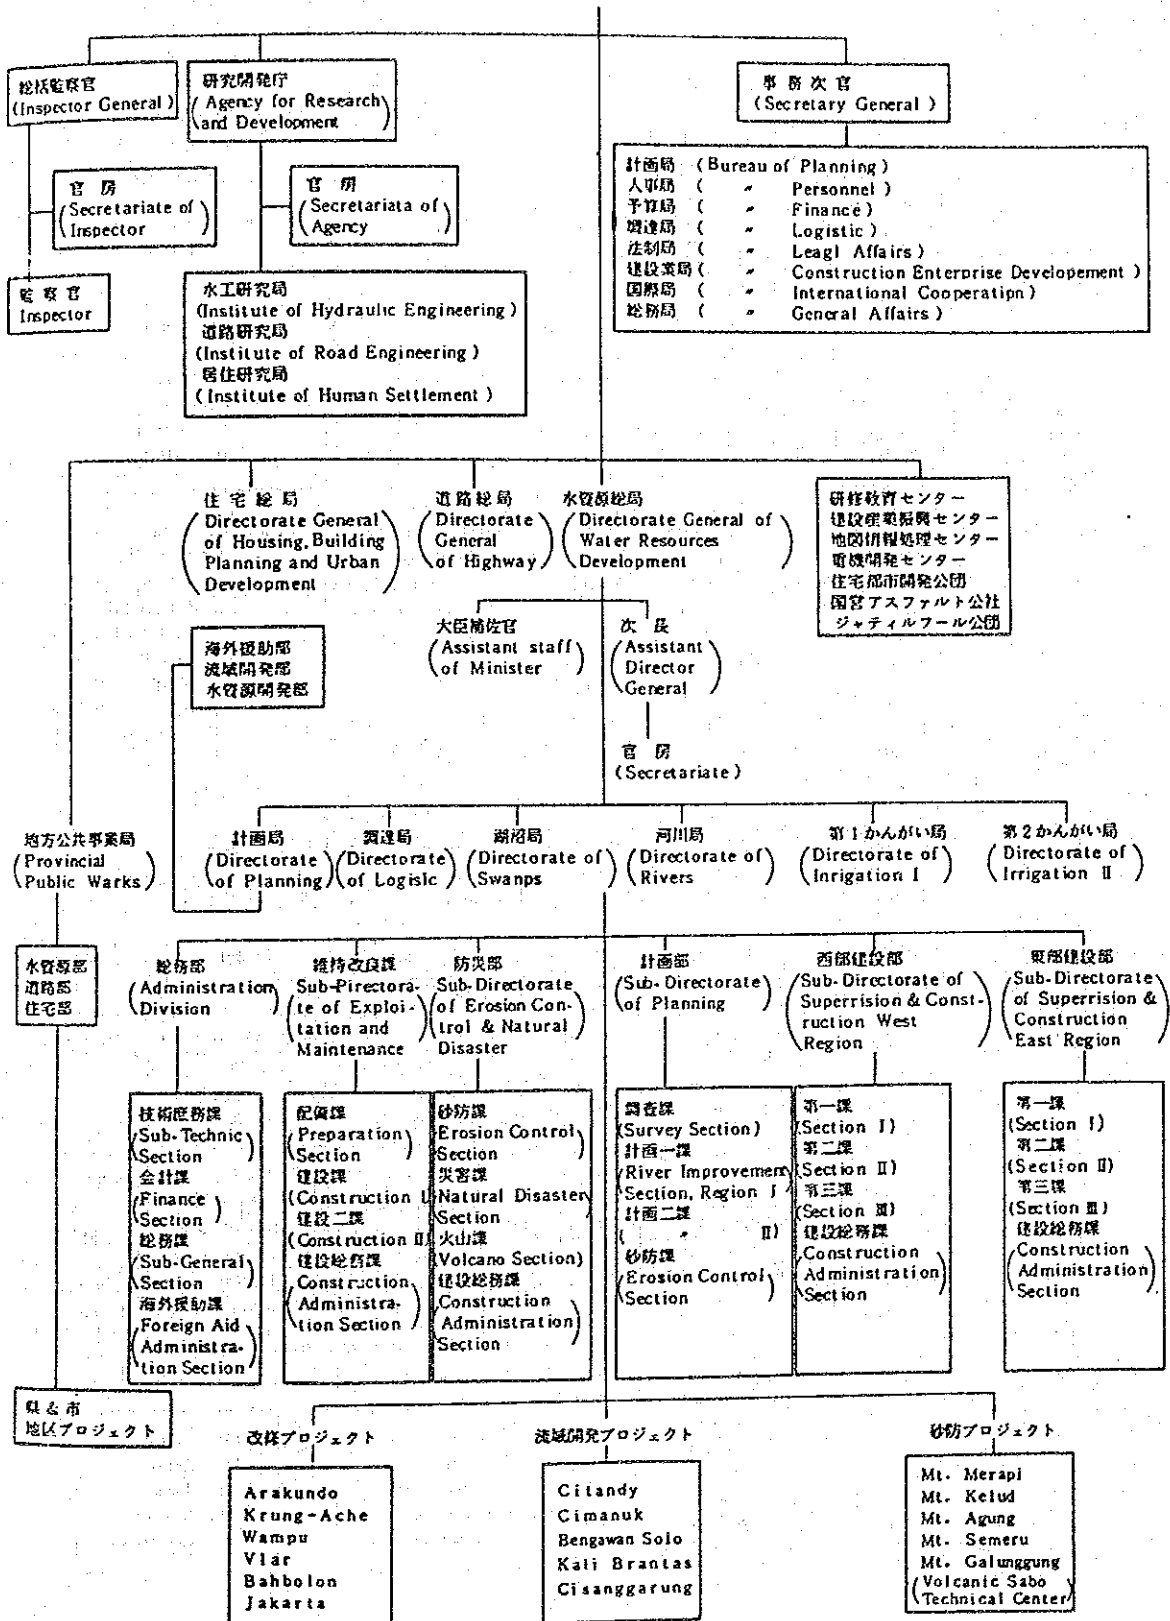 総括監察官
(Inspector General)
研究開発庁
(Agency for Research
and Development)
事務次官
(Secretary General)
官房
(Secretariate of
Inspector)
官房
(Secretariata of
Agency)
監察官
Inspector
水工研究局
(Institute of Hydraulic Engineering)
道路研究局
(Institute of Road Engineering)
居住研究局
(Institute of Human Settlement)
計画局 (Bureau of Planning)
人事局 ( 〃 Personnel)
予算局 ( 〃 Finance)
調達局 ( 〃 Logistic)
法制局 ( 〃 Leagl Affairs)
建設業局 ( 〃 Construction Enterprise Developement)
国際局 ( 〃 International Cooperation)
総務局 ( 〃 General Affairs)
住宅総局
(Directorate General
of Housing, Building
Planning and Urban
Development)
道路総局
(Directorate
General
of Highway)
水資源総局
(Directorate General of
Water Resources
Development)
研修教育センター
建設産業振興センター
地図情報処理センター
電機開発センター
住宅都市開発公団
国営アスファルト公社
ジャティルフール公団
大臣補佐官
(Assistant staff
of Minister)
次長
(Assistant
Director
General)
海外援助部
流域開発部
水資源開発部
官房
(Secretariate)
地方公共事業局
(Provincial
Public Warks)
計画局
(Directorate
of Planning)
調達局
(Directorate
of Logisic)
湖沼局
(Directorate of
Swanps)
河川局
(Directorate of
Rivers)
第1かんがい局
(Directorate of
Inrigation I)
第2かんがい局
(Directorate of
Irrigation II)
水資源部
道路部
住宅部
総務部
(Administration
Division)
維持改良課
(Sub-Pirectora-
te of Exploi-
tation and
Maintenance)
防災部
(Sub-Directorate
of Erosion Con-
trol & Natural
Disaster)
計画部
(Sub-Directorate
of Planning)
西部建設部
(Sub-Directorate of
Superrision & Const-
ruction West
Region)
東部建設部
(Sub-Directorate
of Superrision &
Construction
East Region)
技術庶務課
(Sub-Technic
Section)
会計課
(Finance
Section)
総務課
(Sub-General
Section)
海外援助課
(Foreign Aid
Administra-
tion Section)
配備課
(Preparation
Section)
建設課
(Construction I)
建設二課
(Construction II)
建設総務課
(Construction
Administra-
tion Section)
砂防課
(Erosion Control
Section)
災害課
(Natural Disaster
Section)
火山課
(Volcano Section)
建設総務課
(Construction
Administration
Section)
調査課
(Survey Section)
計画一課
(River Improvement
Section, Region I)
計画二課
( 〃 II)
砂防課
(Erosion Control
Section)
第一課
(Section I)
第二課
(Section II)
第三課
(Section III)
建設総務課
(Construction
Administration
Section)
第一課
(Section I)
第二課
(Section II)
第三課
(Section III)
建設総務課
(Construction
Administration
Section)
県と市
地区プロジェクト
改修プロジェクト
Arakundo
Krung-Ache
Wampu
Vlar
Bahbolon
Jakarta
流域開発プロジェクト
Citandy
Cimanuk
Bengawan Solo
Kali Brantas
Cisanggarung
砂防プロジェクト
Mt. Merapi
Mt. Kelud
Mt. Agung
Mt. Semeru
Mt. Galunggung
(Volcanic Sabo
Technical Center)